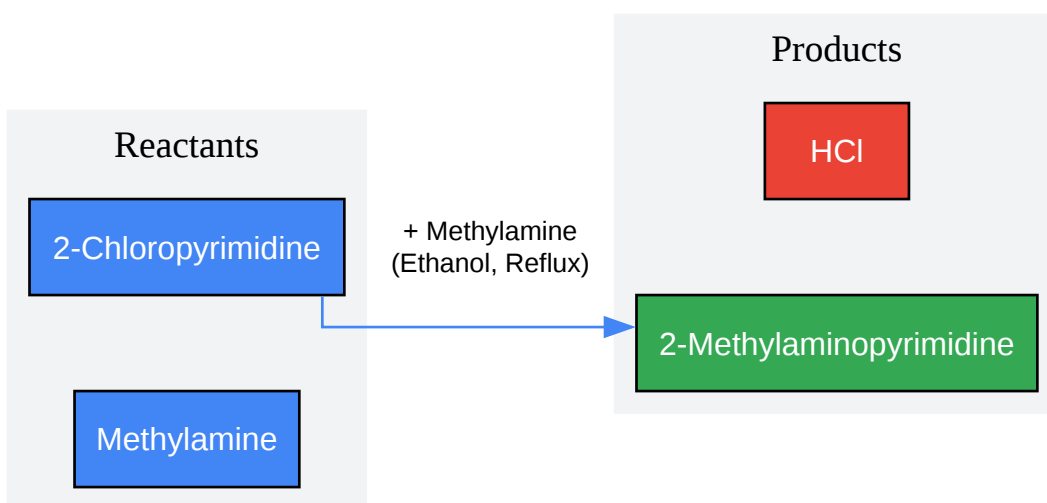 Reactants
2-Chloropyrimidine
Methylamine
+ Methylamine
(Ethanol, Reflux)
Products
HCl
2-Methylaminopyrimidine